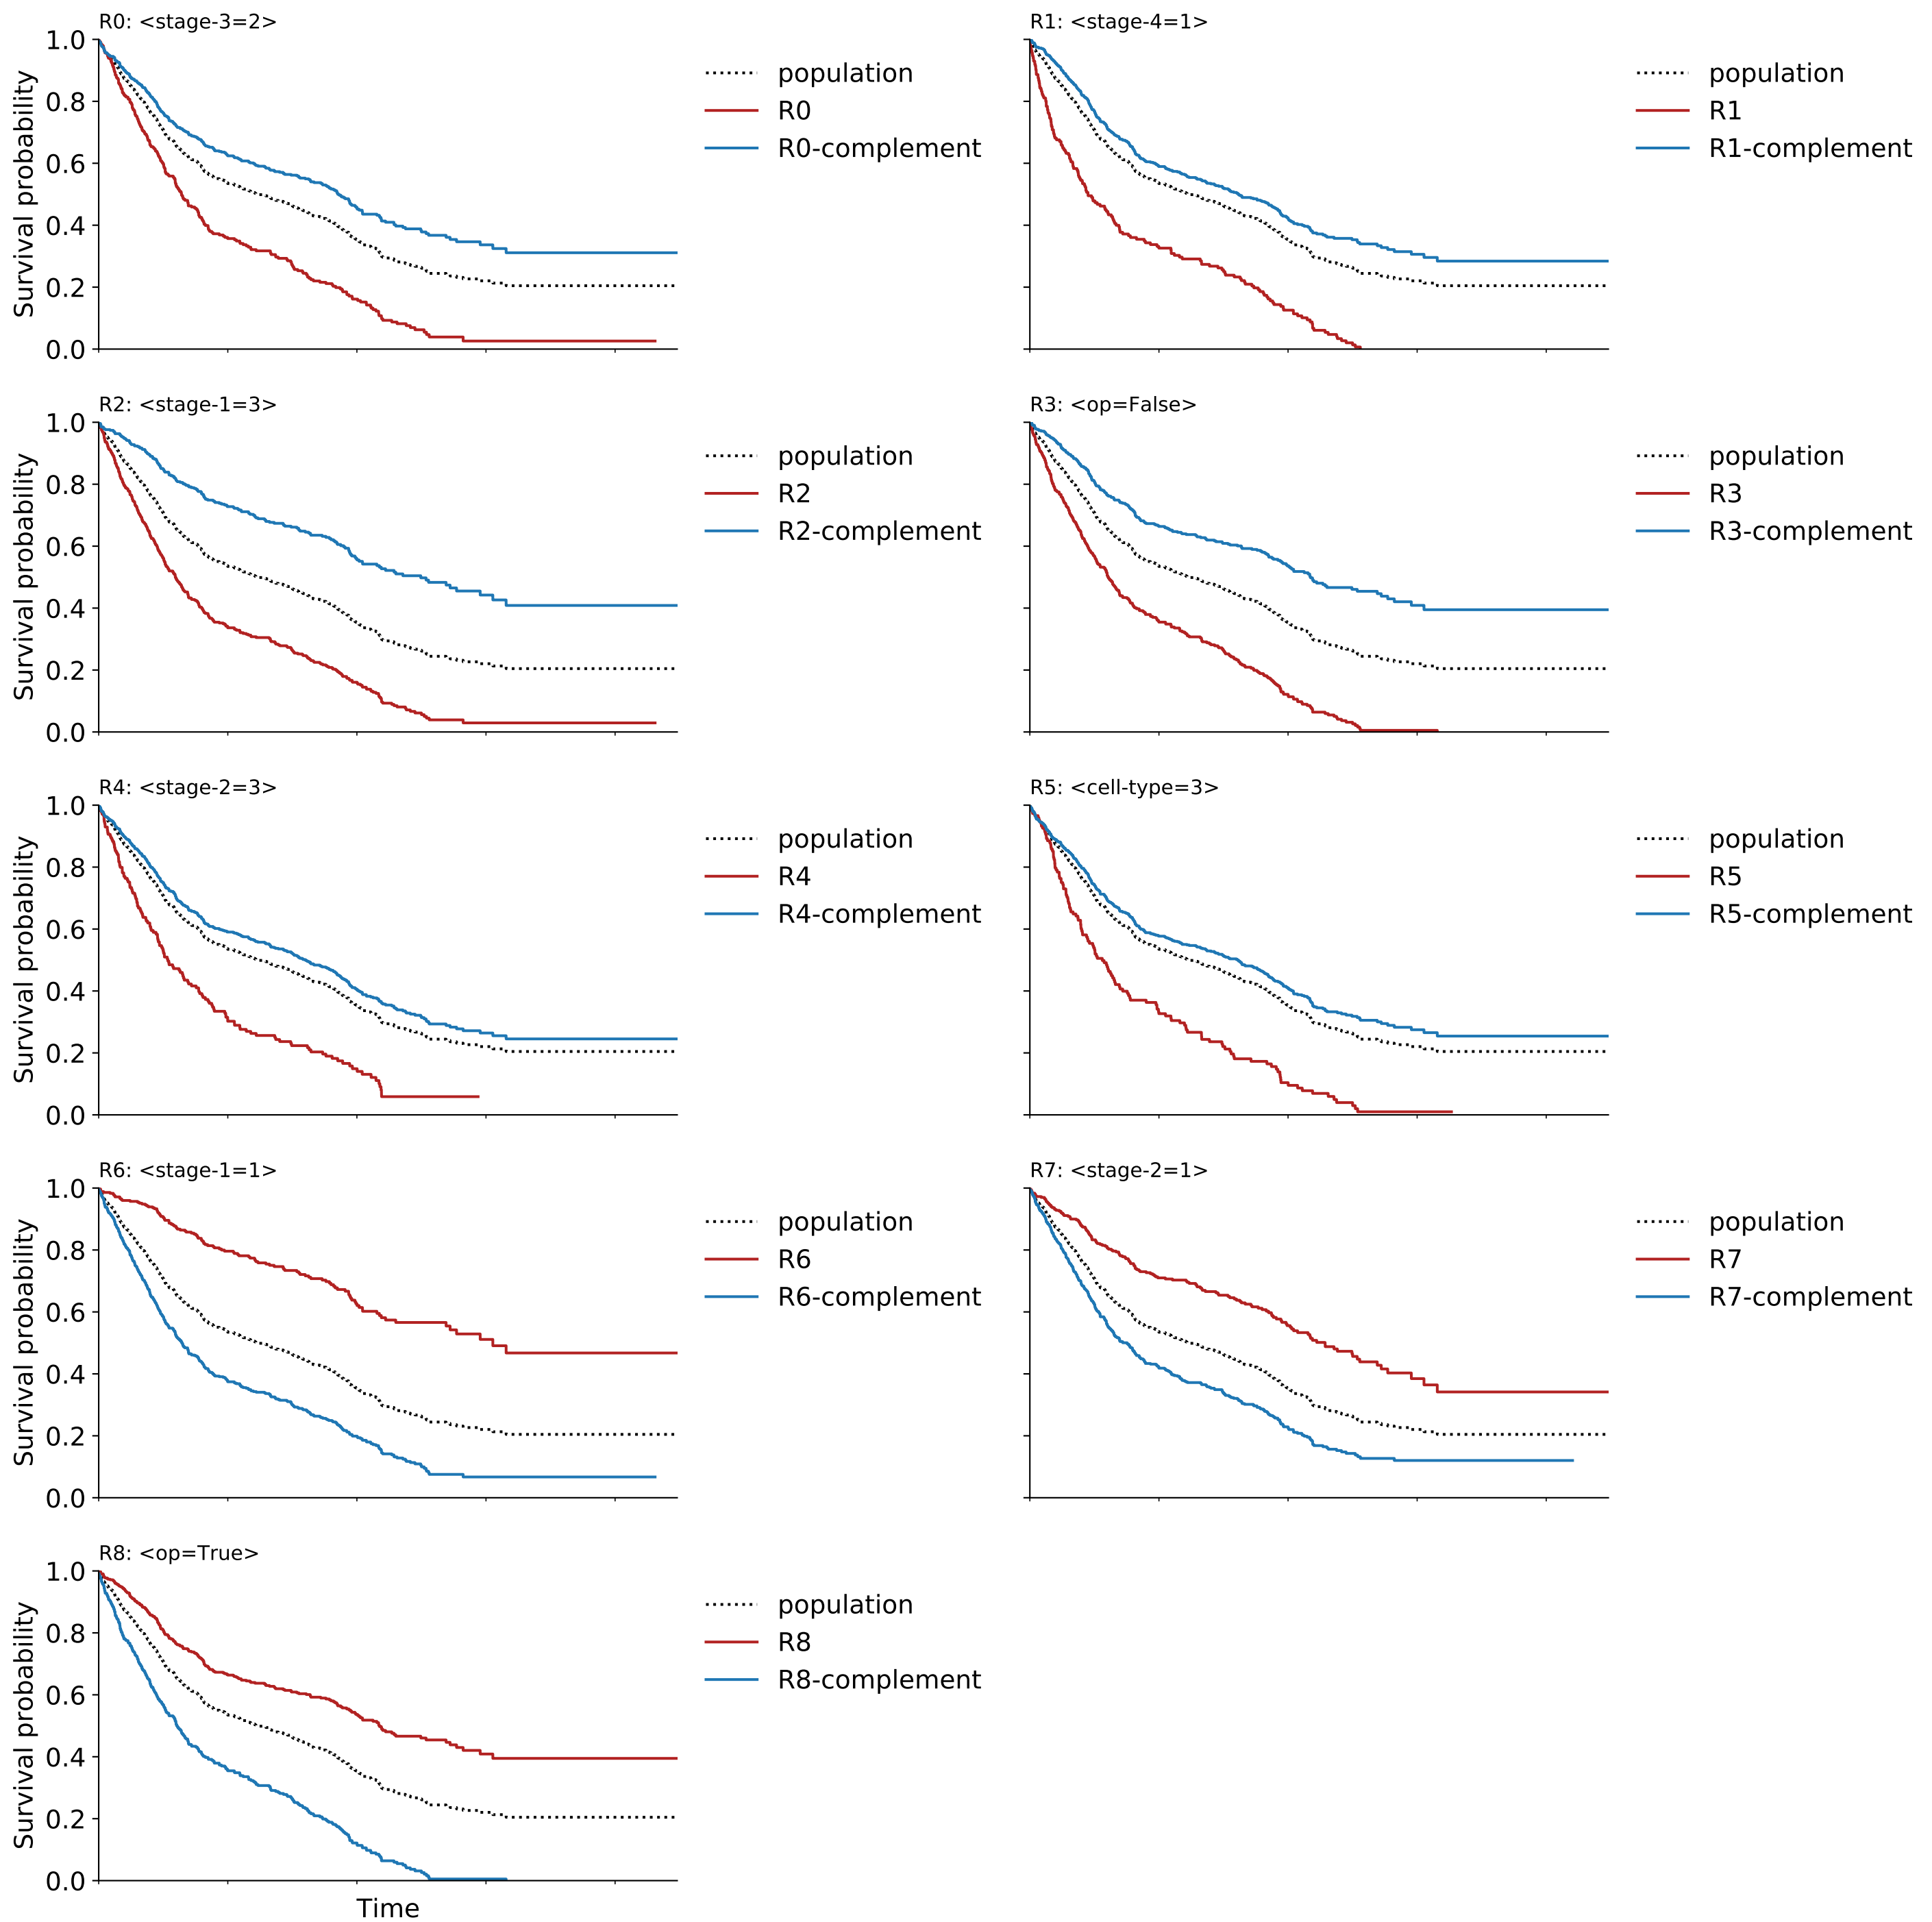 R0: <stage-3=2>
1.0
0.8
0.6
0.4
0.2
0.0
Survival probability
population
R0
R0-complement
R1: <stage-4=1>
population
R1
R1-complement
R2: <stage-1=3>
1.0
0.8
0.6
0.4
0.2
0.0
Survival probability
population
R2
R2-complement
R3: <op=False>
population
R3
R3-complement
R4: <stage-2=3>
1.0
0.8
0.6
0.4
0.2
0.0
Survival probability
population
R4
R4-complement
R5: <cell-type=3>
population
R5
R5-complement
R6: <stage-1=1>
1.0
0.8
0.6
0.4
0.2
0.0
Survival probability
population
R6
R6-complement
R7: <stage-2=1>
population
R7
R7-complement
R8: <op=True>
1.0
0.8
0.6
0.4
0.2
0.0
Survival probability
population
R8
R8-complement
Time